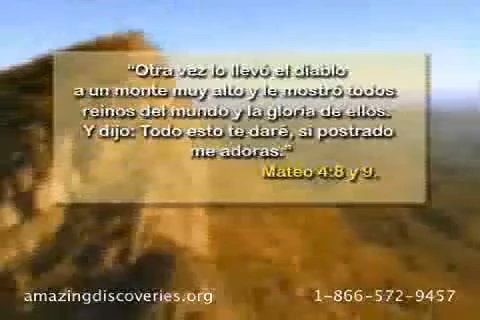 “Otra vez lo llevó el diablo
a un monte muy alto y le mostró todos
reinos del mundo y la gloria de ellos.
Y dijo: Todo esto te daré, si postrado
me adoras.”
Mateo 4:8 y 9.
amazingdiscoveries.org 1-866-572-9457